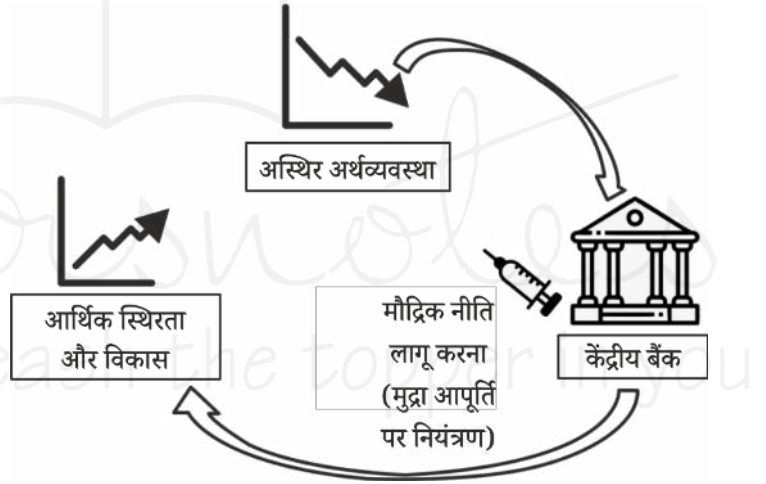 अस्थिर अर्थव्यवस्था
आर्थिक स्थिरता
और विकास
मौद्रिक नीति
लागू करना
(मुद्रा आपूर्ति
पर नियंत्रण)
केंद्रीय बैंक